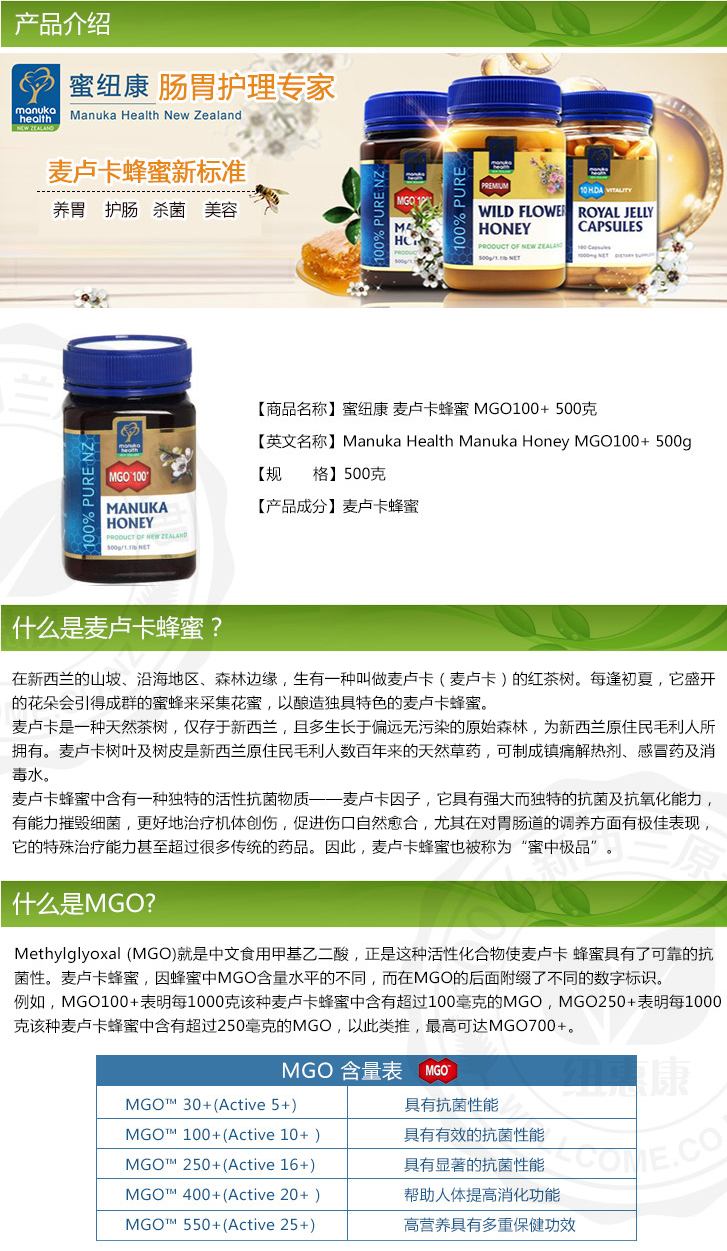 产品介绍
manuka
health
NEW ZEALAND
蜜纽康 肠胃护理专家
Manuka Health New Zealand
麦卢卡蜂蜜新标准
养胃 护肠 杀菌 美容
100% PURE NZ
MGO 100
100% PURE
manuka
health
PREMIUM
WILD FLOWER
HONEY
PRODUCT OF NEW ZEALAND
500g/1.1lb NET
manuka
health
10 HDA VITALITY
ROYAL JELLY
CAPSULES
180 Capsules
1000mg NET DIETARY SUPPLEMENT
【商品名称】蜜纽康 麦卢卡蜂蜜 MGO100+ 500克
【英文名称】Manuka Health Manuka Honey MGO100+ 500g
【规 格】500克
【产品成分】麦卢卡蜂蜜
100% PURE NZ
manuka
health
MGO 100+
MANUKA
HONEY
PRODUCT OF NEW ZEALAND
500g/1.1lb NET
什么是麦卢卡蜂蜜？
在新西兰的山坡、沿海地区、森林边缘，生有一种叫做麦卢卡（麦卢卡）的红茶树。每逢初夏，它盛开
的花朵会引得成群的蜜蜂来采集花蜜，以酿造独具特色的麦卢卡蜂蜜。
麦卢卡是一种天然茶树，仅存于新西兰，且多生长于偏远无污染的原始森林，为新西兰原住民毛利人所
拥有。麦卢卡树叶及树皮是新西兰原住民毛利人数百年来的天然草药，可制成镇痛解热剂、感冒药及消
毒水。
麦卢卡蜂蜜中含有一种独特的活性抗菌物质——麦卢卡因子，它具有强大而独特的抗菌及抗氧化能力，
有能力摧毁细菌，更好地治疗机体创伤，促进伤口自然愈合，尤其在对胃肠道的调养方面有极佳表现，
它的特殊治疗能力甚至超过很多传统的药品。因此，麦卢卡蜂蜜也被称为“蜜中极品”。
什么是MGO?
Methylglyoxal (MGO)就是中文食用甲基乙二酸，正是这种活性化合物使麦卢卡 蜂蜜具有了可靠的抗
菌性。麦卢卡蜂蜜，因蜂蜜中MGO含量水平的不同，而在MGO的后面附缀了不同的数字标识。
例如，MGO100+表明每1000克该种麦卢卡蜂蜜中含有超过100毫克的MGO，MGO250+表明每1000
克该种麦卢卡蜂蜜中含有超过250毫克的MGO，以此类推，最高可达MGO700+。
MGO 含量表 MGO™
MGO™ 30+(Active 5+) 具有抗菌性能
MGO™ 100+(Active 10+ ) 具有有效的抗菌性能
MGO™ 250+(Active 16+) 具有显著的抗菌性能
MGO™ 400+(Active 20+ ) 帮助人体提高消化功能
MGO™ 550+(Active 25+) 高营养具有多重保健功效
纽惠康